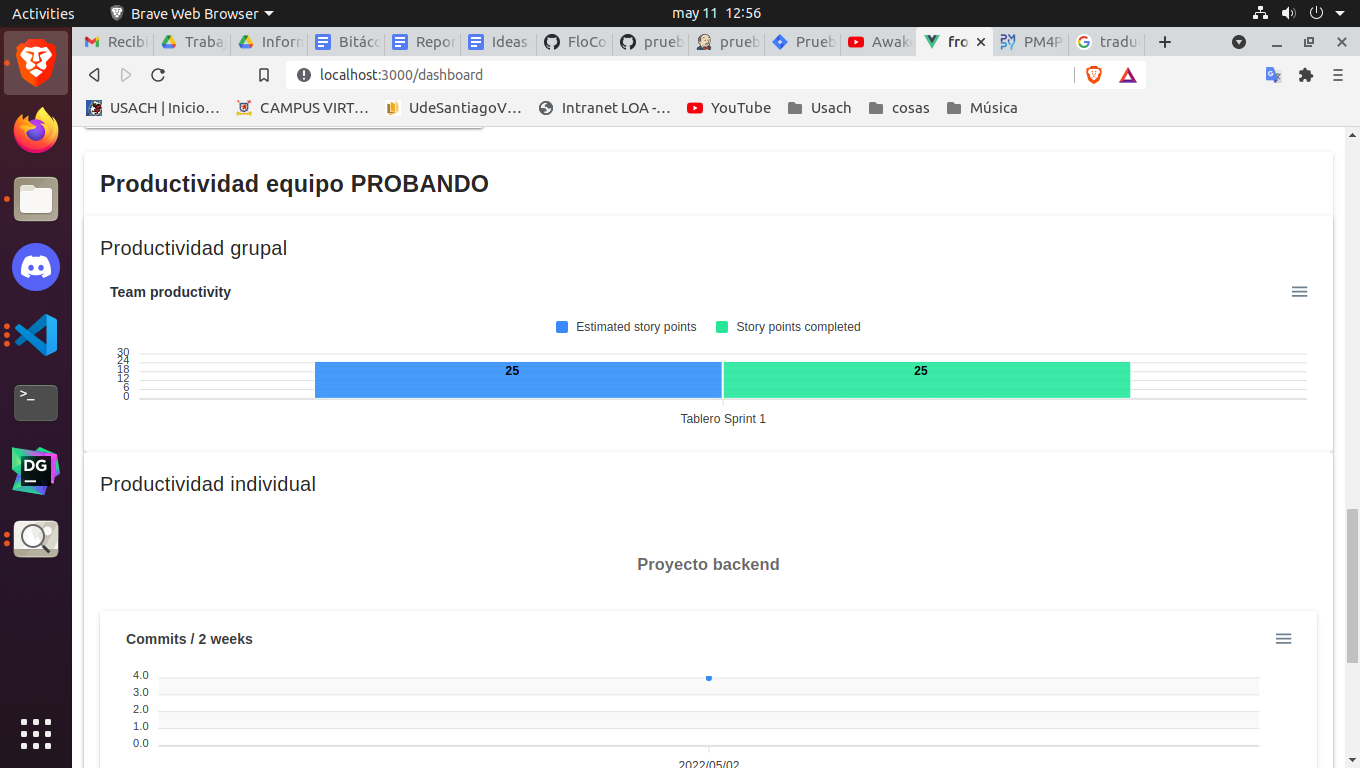 Activities Brave Web Browser may 11 12:56
Recibi Traba Inform Bitáco Repor Ideas FloCo prueb prueb Prueb Awak fro PM4P tradu
localhost:3000/dashboard
USACH | Inicio… CAMPUS VIRT… UdeSantiagoV… Intranet LOA -… YouTube Usach cosas Música
Productividad equipo PROBANDO
Productividad grupal
Team productivity
Estimated story points Story points completed
30
24
18
12
6
0
25 25
Tablero Sprint 1
Productividad individual
Proyecto backend
Commits / 2 weeks
4.0
3.0
2.0
1.0
0.0
2022/05/02
>_
DG